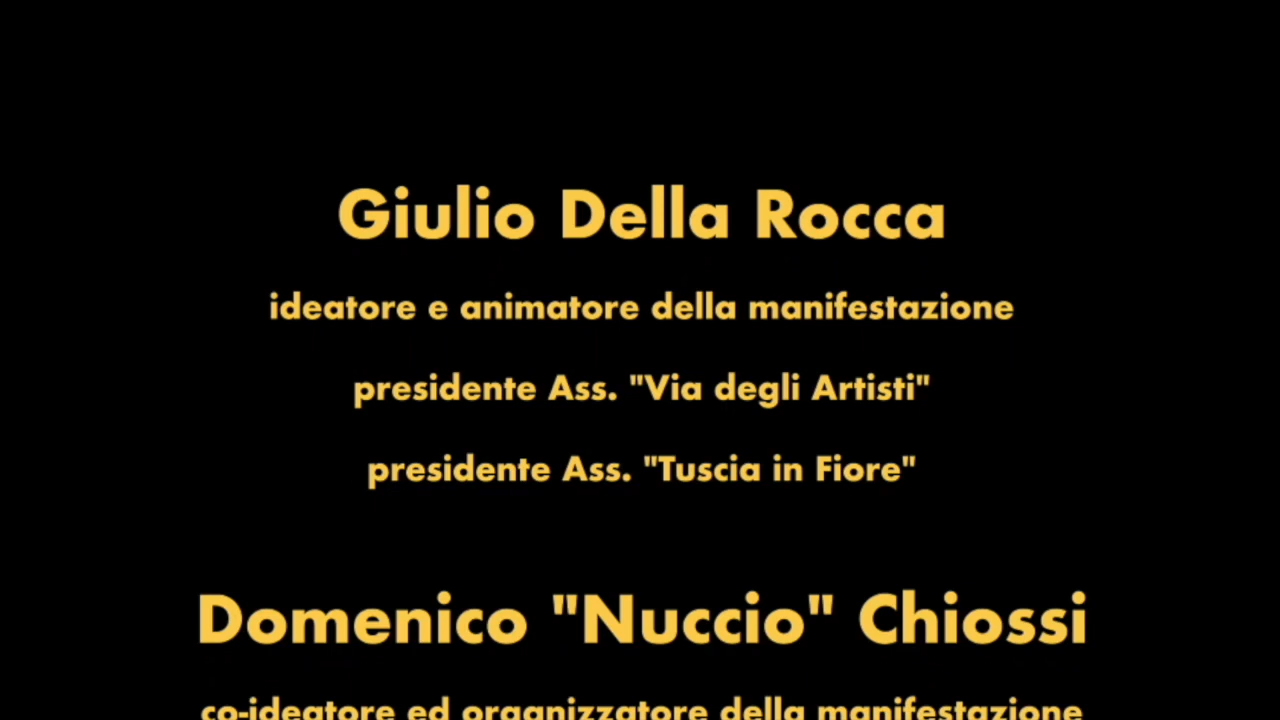 Giulio Della Rocca
ideatore e animatore della manifestazione
presidente Ass. "Via degli Artisti"
presidente Ass. "Tuscia in Fiore"
Domenico "Nuccio" Chiossi
co-ideatore ed organizzatore della manifestazione